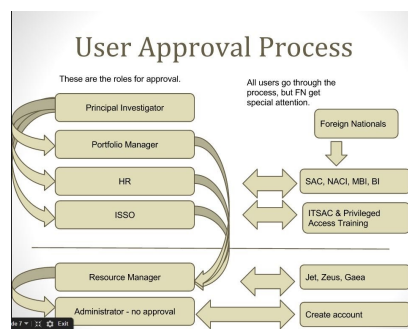 User Approval Process
These are the roles for approval.
All users go through the
process, but FN get
special attention.
Principal Investigator
Foreign Nationals
Portfolio Manager
HR
SAC, NACI, MBI, BI
ISSO
ITSAC & Privileged
Access Training
Resource Manager
Jet, Zeus, Gaea
Administrator - no approval
Create account
de 7
Exit